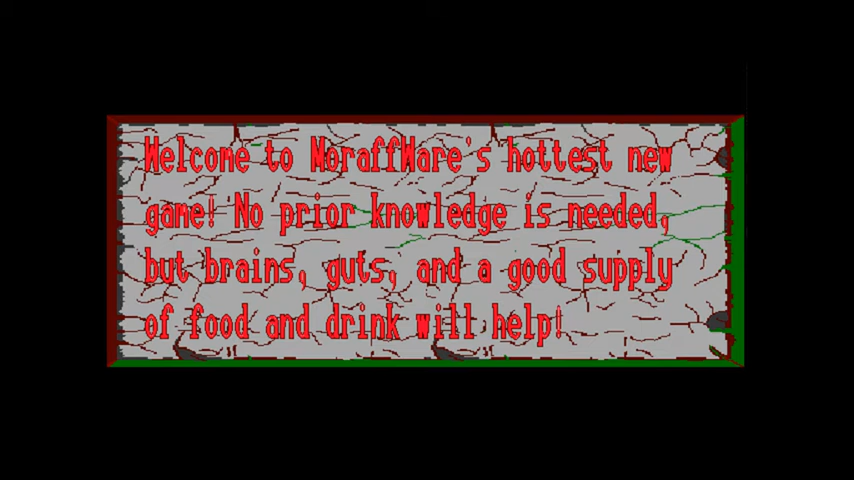 Welcome to MoraffWare's hottest new
game! No prior knowledge is needed,
but brains, guts, and a good supply
of food and drink will help!